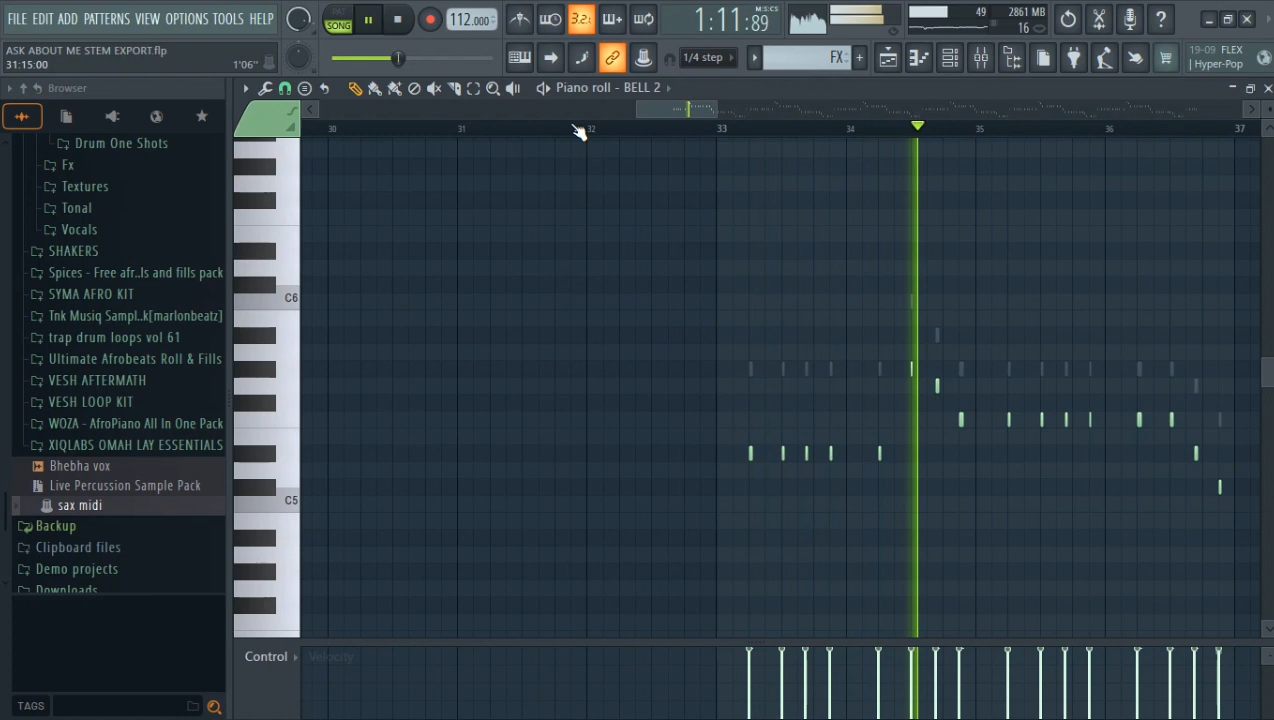 FILE EDIT ADD PATTERNS VIEW OPTIONS TOOLS HELP
PAT
SONG
112.000
3.2.
1:11:89
M:S:CS
49
2861 MB
16
ASK ABOUT ME STEM EXPORT.flp
31:15:00
1'06"
1/4 step
FX
19-09 FLEX
Hyper-Pop
Browser
Piano roll - BELL 2
30
31
32
33
34
35
36
37
Drum One Shots
Fx
Textures
Tonal
Vocals
SHAKERS
Spices - Free afr..ls and fills pack
SYMA AFRO KIT
Tnk Musiq Sampl..k[marlonbeatz]
trap drum loops vol 61
Ultimate Afrobeats Roll & Fills
VESH AFTERMATH
VESH LOOP KIT
WOZA - AfroPiano All In One Pack
XIQLABS OMAH LAY ESSENTIALS
Bhebha vox
Live Percussion Sample Pack
sax midi
Backup
Clipboard files
Demo projects
Downloads
C6
C5
Control
Velocity
TAGS